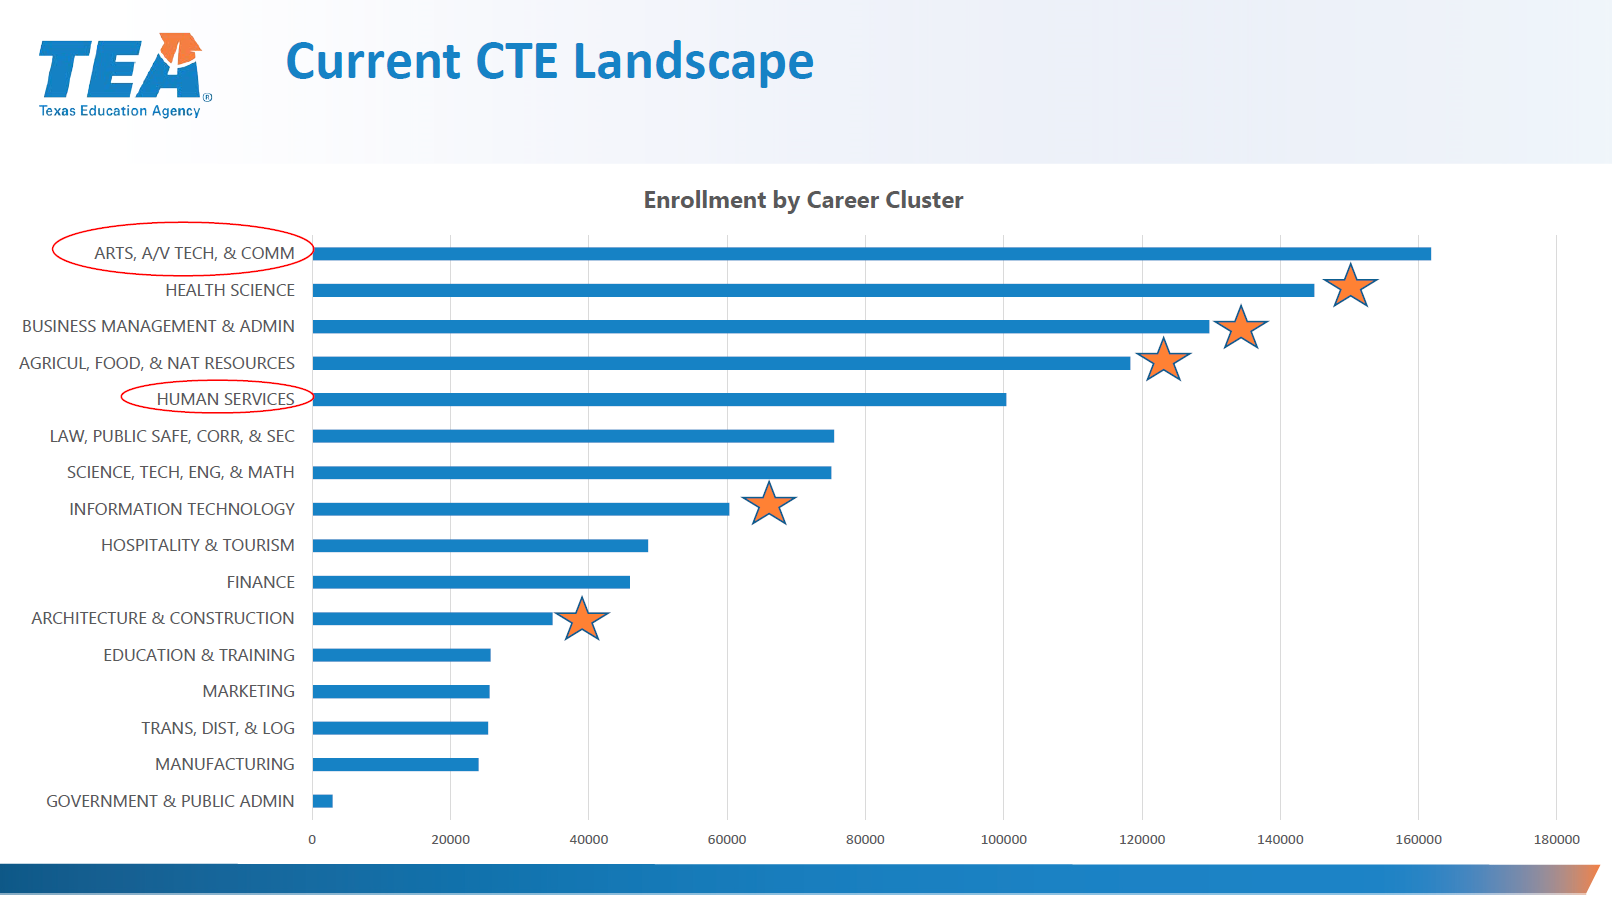 TEA®
Texas Education Agency
Current CTE Landscape
Enrollment by Career Cluster
ARTS, A/V TECH, & COMM
HEALTH SCIENCE
BUSINESS MANAGEMENT & ADMIN
AGRICUL, FOOD, & NAT RESOURCES
HUMAN SERVICES
LAW, PUBLIC SAFE, CORR, & SEC
SCIENCE, TECH, ENG, & MATH
INFORMATION TECHNOLOGY
HOSPITALITY & TOURISM
FINANCE
ARCHITECTURE & CONSTRUCTION
EDUCATION & TRAINING
MARKETING
TRANS, DIST, & LOG
MANUFACTURING
GOVERNMENT & PUBLIC ADMIN
0 20000 40000 60000 80000 100000 120000 140000 160000 180000